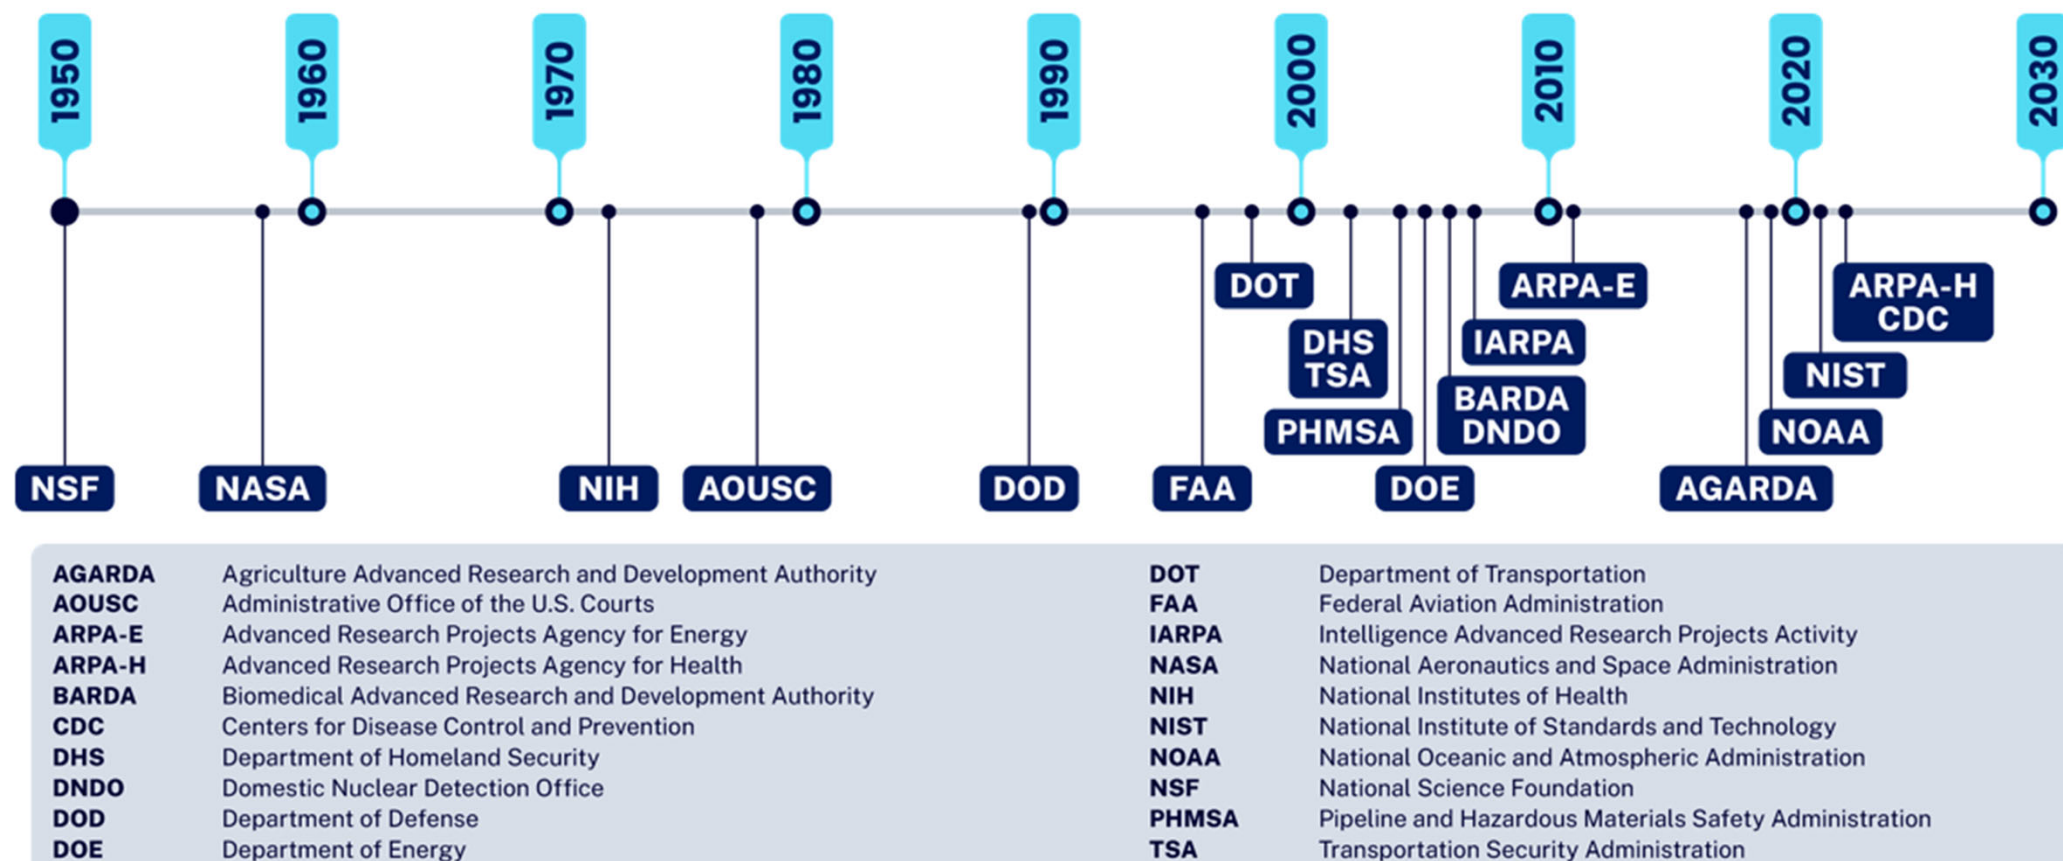 1950
1960
1970
1980
1990
2000
2010
2020
2030
DOT
ARPA-E
ARPA-H
CDC
DHS
TSA
IARPA
NIST
BARDA
DNDO
PHMSA
NOAA
NSF
NASA
NIH
AOUSC
DOD
FAA
DOE
AGARDA
AGARDA Agriculture Advanced Research and Development Authority
AOUSC Administrative Office of the U.S. Courts
ARPA-E Advanced Research Projects Agency for Energy
ARPA-H Advanced Research Projects Agency for Health
BARDA Biomedical Advanced Research and Development Authority
CDC Centers for Disease Control and Prevention
DHS Department of Homeland Security
DNDO Domestic Nuclear Detection Office
DOD Department of Defense
DOE Department of Energy
DOT Department of Transportation
FAA Federal Aviation Administration
IARPA Intelligence Advanced Research Projects Activity
NASA National Aeronautics and Space Administration
NIH National Institutes of Health
NIST National Institute of Standards and Technology
NOAA National Oceanic and Atmospheric Administration
NSF National Science Foundation
PHMSA Pipeline and Hazardous Materials Safety Administration
TSA Transportation Security Administration